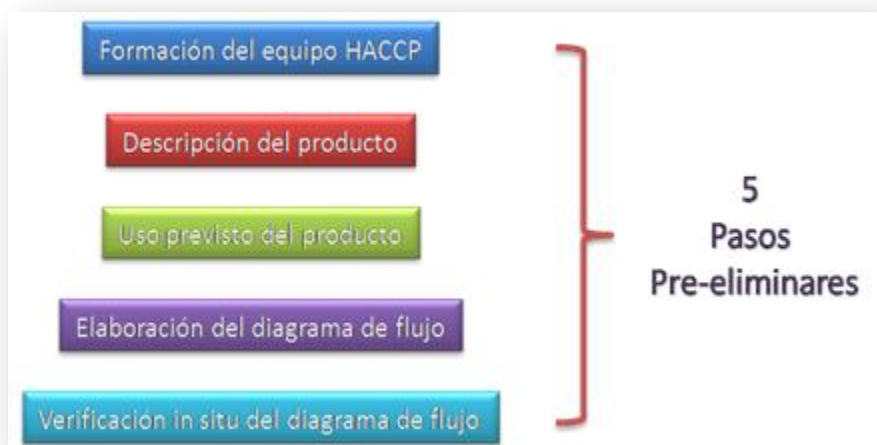 Formación del equipo HACCP
Descripción del producto
Uso previsto del producto
Elaboración del diagrama de flujo
Verificación in situ del diagrama de flujo
5
Pasos
Pre-eliminares